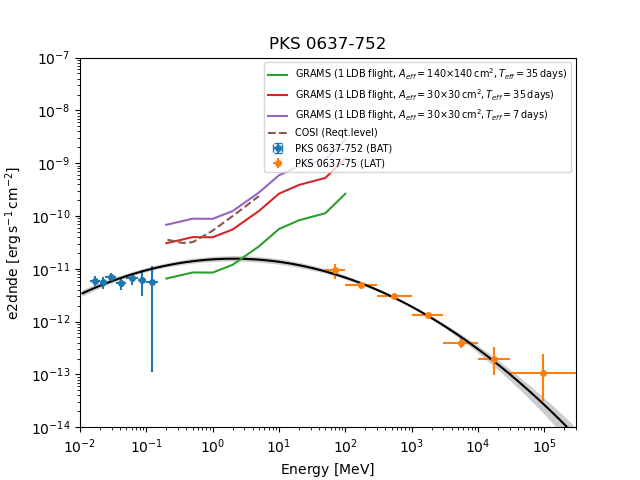 PKS 0637-752
GRAMS (1 LDB flight, A_eff = 140×140 cm², T_eff = 35 days)
GRAMS (1 LDB flight, A_eff = 30×30 cm², T_eff = 35 days)
GRAMS (1 LDB flight, A_eff = 30×30 cm², T_eff = 7 days)
COSI (Reqt.level)
PKS 0637-752 (BAT)
PKS 0637-75 (LAT)
e2dnde [erg s⁻¹ cm⁻²]
10⁻⁷
10⁻⁸
10⁻⁹
10⁻¹⁰
10⁻¹¹
10⁻¹²
10⁻¹³
10⁻¹⁴
10⁻² 10⁻¹ 10⁰ 10¹ 10² 10³ 10⁴ 10⁵
Energy [MeV]